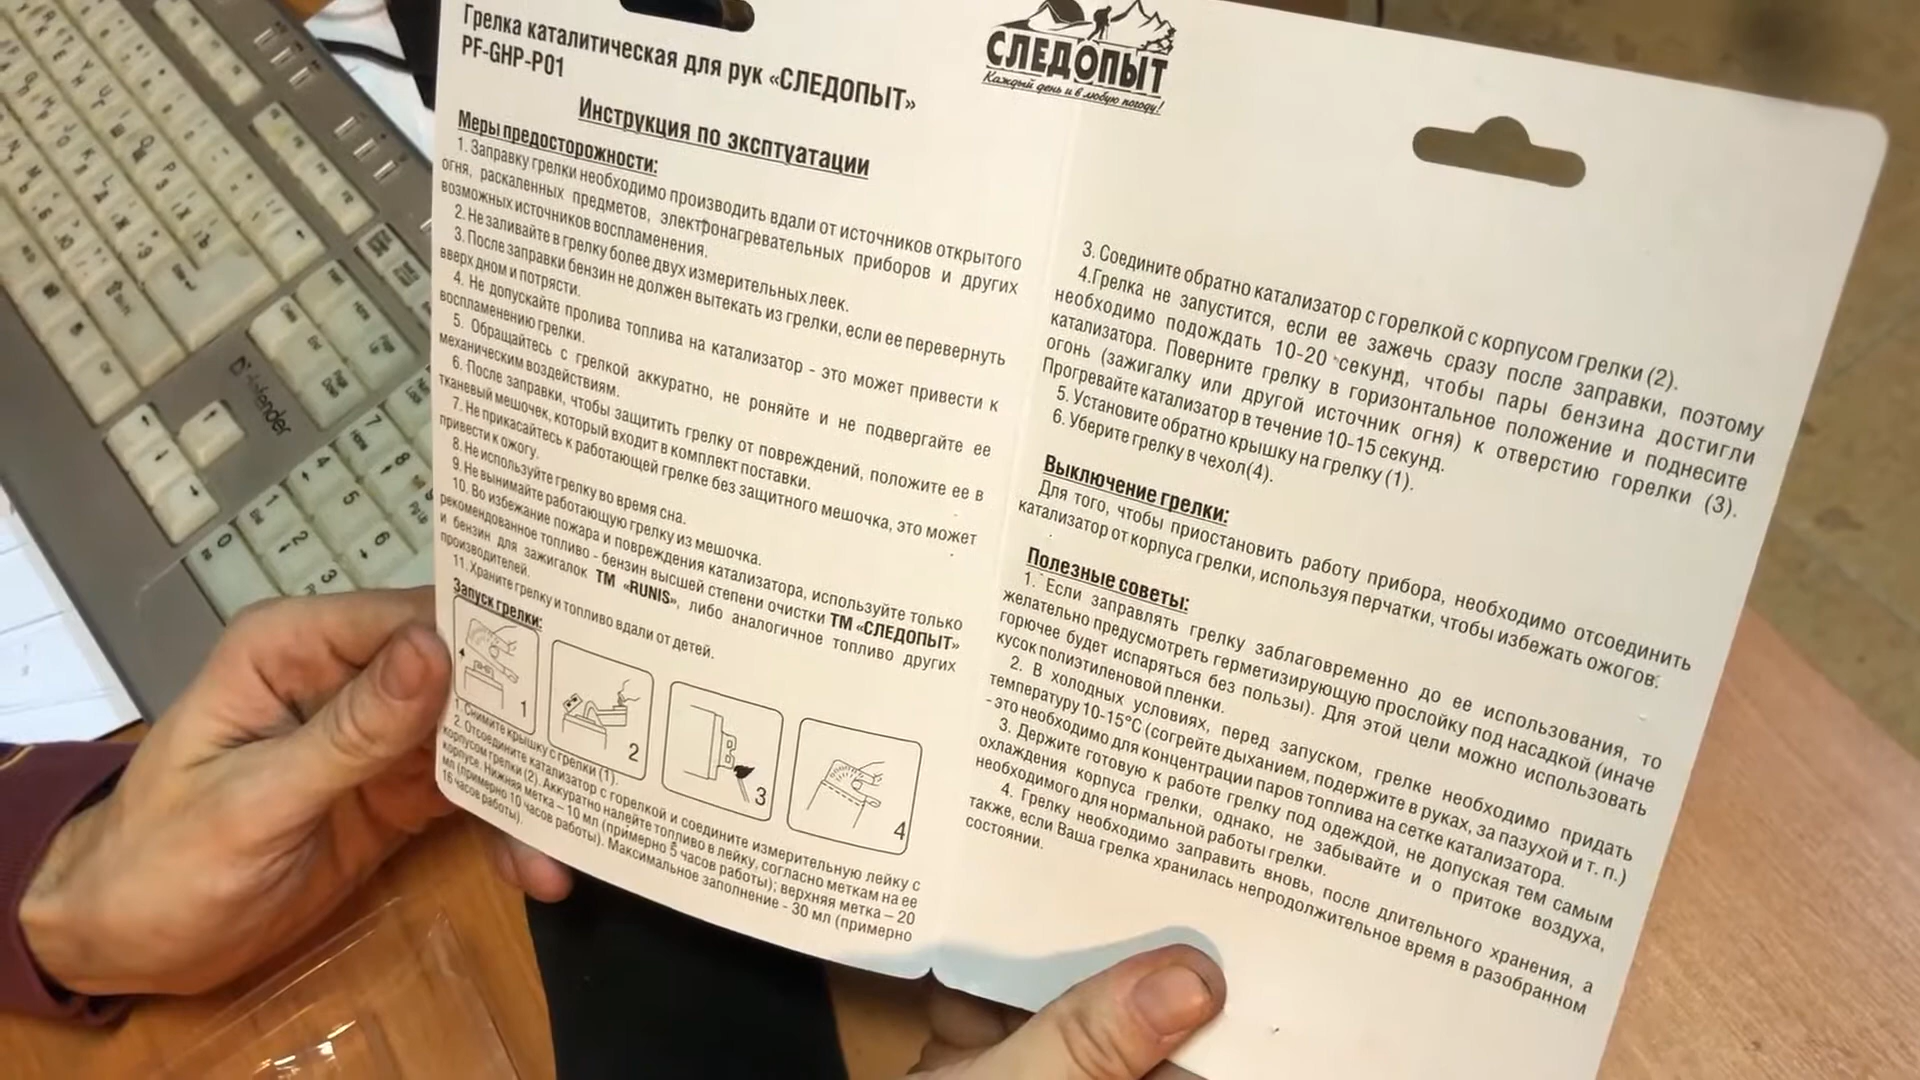 Грелка каталитическая для рук «СЛЕДОПЫТ»
PF-GHP-P01
Инструкция по эксптуатации
Меры предосторожности:
1. Заправку грелки необходимо производить вдали от источников открытого
огня, раскаленных предметов, электронагревательных приборов и других
возможных источников воспламенения.
2. Не заливайте в грелку более двух измерительных леек.
3. После заправки бензин не должен вытекать из грелки, если ее перевернуть
вверх дном и потрясти.
4. Не допускайте пролива топлива на катализатор - это может привести к
воспламенению грелки.
5. Обращайтесь с грелкой аккуратно, не роняйте и не подвергайте ее
механическим воздействиям.
6. После заправки, чтобы защитить грелку от повреждений, положите ее в
тканевый мешочек, который входит в комплект поставки.
7. Не прикасайтесь к работающей грелке без защитного мешочка, это может
привести к ожогу.
8. Не используйте грелку во время сна.
9. Не вынимайте работающую грелку из мешочка.
10. Во избежание пожара и повреждения катализатора, используйте только
рекомендованное топливо - бензин высшей степени очистки ТМ «СЛЕДОПЫТ»
и бензин для зажигалок ТМ «RUNIS», либо аналогичное топливо других
производителей.
11. Храните грелку и топливо вдали от детей.
Запуск грелки:
1
2
3
4
1. Снимите крышку с грелки (1).
2. Отсоедините катализатор с горелкой и соедините измерительную лейку с
корпусом грелки (2). Аккуратно налейте топливо в лейку, согласно меткам на ее
корпусе. Нижняя метка ~ 10 мл (примерно 5 часов работы); верхняя метка – 20
мл (примерно 10 часов работы). Максимальное заполнение - 30 мл (примерно
16 часов работы).
СЛЕДОПЫТ
Каждый день и в любую погоду!
3. Соедините обратно катализатор с горелкой с корпусом грелки (2).
4.Грелка не запустится, если ее зажечь сразу после заправки, поэтому
необходимо подождать 10-20 секунд, чтобы пары бензина достигли
катализатора. Поверните грелку в горизонтальное положение и поднесите
огонь (зажигалку или другой источник огня) к отверстию горелки (3).
Прогревайте катализатор в течение 10-15 секунд.
5. Установите обратно крышку на грелку (1).
6. Уберите грелку в чехол(4).
Выключение грелки:
Для того, чтобы приостановить работу прибора, необходимо отсоединить
катализатор от корпуса грелки, используя перчатки, чтобы избежать ожогов.
Полезные советы:
1. Если заправлять грелку заблаговременно до ее использования, то
желательно предусмотреть герметизирующую прослойку под насадкой (иначе
горючее будет испаряться без пользы). Для этой цели можно использовать
кусок полиэтиленовой пленки.
2. В холодных условиях, перед запуском, грелке необходимо придать
температуру 10-15°С (согрейте дыханием, подержите в руках, за пазухой и т. п.)
- это необходимо для концентрации паров топлива на сетке катализатора.
3. Держите готовую к работе грелку под одеждой, не допуская тем самым
охлаждения корпуса грелки, однако, не забывайте и о притоке воздуха,
необходимого для нормальной работы грелки.
4. Грелку необходимо заправить вновь, после длительного хранения, а
также, если Ваша грелка хранилась непродолжительное время в разобранном
состоянии.
Defender